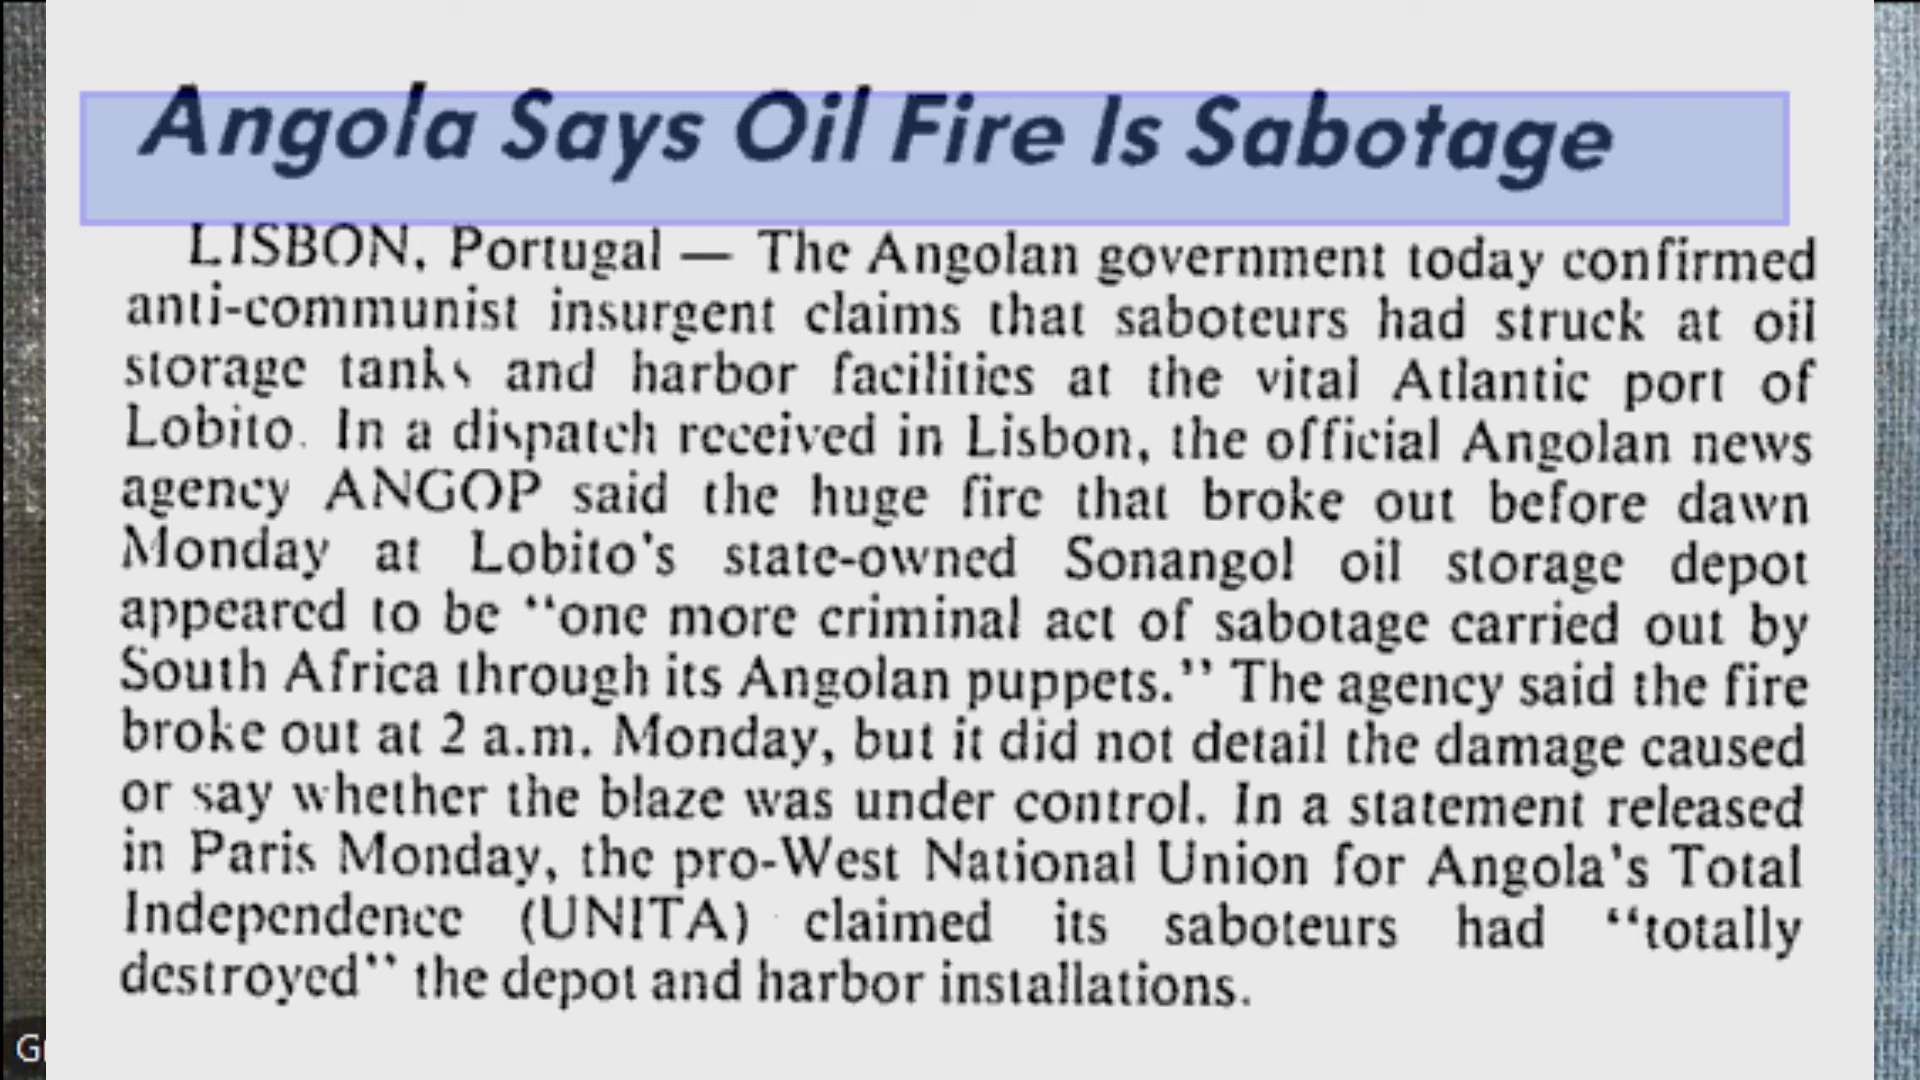 Angola Says Oil Fire Is Sabotage
LISBON, Portugal — The Angolan government today confirmed
anti-communist insurgent claims that saboteurs had struck at oil
storage tanks and harbor facilities at the vital Atlantic port of
Lobito. In a dispatch received in Lisbon, the official Angolan news
agency ANGOP said the huge fire that broke out before dawn
Monday at Lobito's state-owned Sonangol oil storage depot
appeared to be “one more criminal act of sabotage carried out by
South Africa through its Angolan puppets.” The agency said the fire
broke out at 2 a.m. Monday, but it did not detail the damage caused
or say whether the blaze was under control. In a statement released
in Paris Monday, the pro-West National Union for Angola's Total
Independence (UNITA) claimed its saboteurs had “totally
destroyed” the depot and harbor installations.